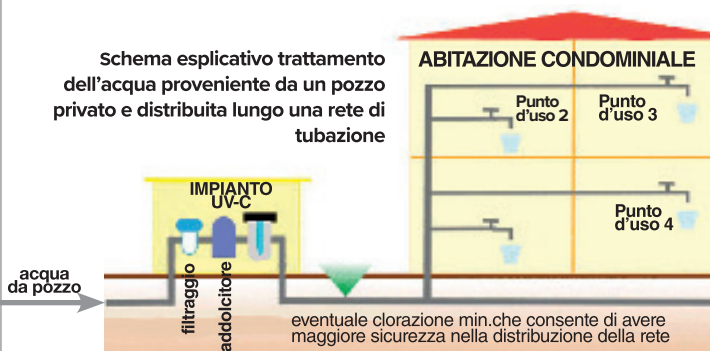 Schema esplicativo trattamento
dell'acqua proveniente da un pozzo
privato e distribuita lungo una rete di
tubazione
ABITAZIONE CONDOMINIALE
Punto
d'uso 2
Punto
d'uso 3
IMPIANTO
UV-C
Punto
d'uso 4
acqua
da pozzo
filtraggio
addolcitore
eventuale clorazione min.che consente di avere
maggiore sicurezza nella distribuzione della rete